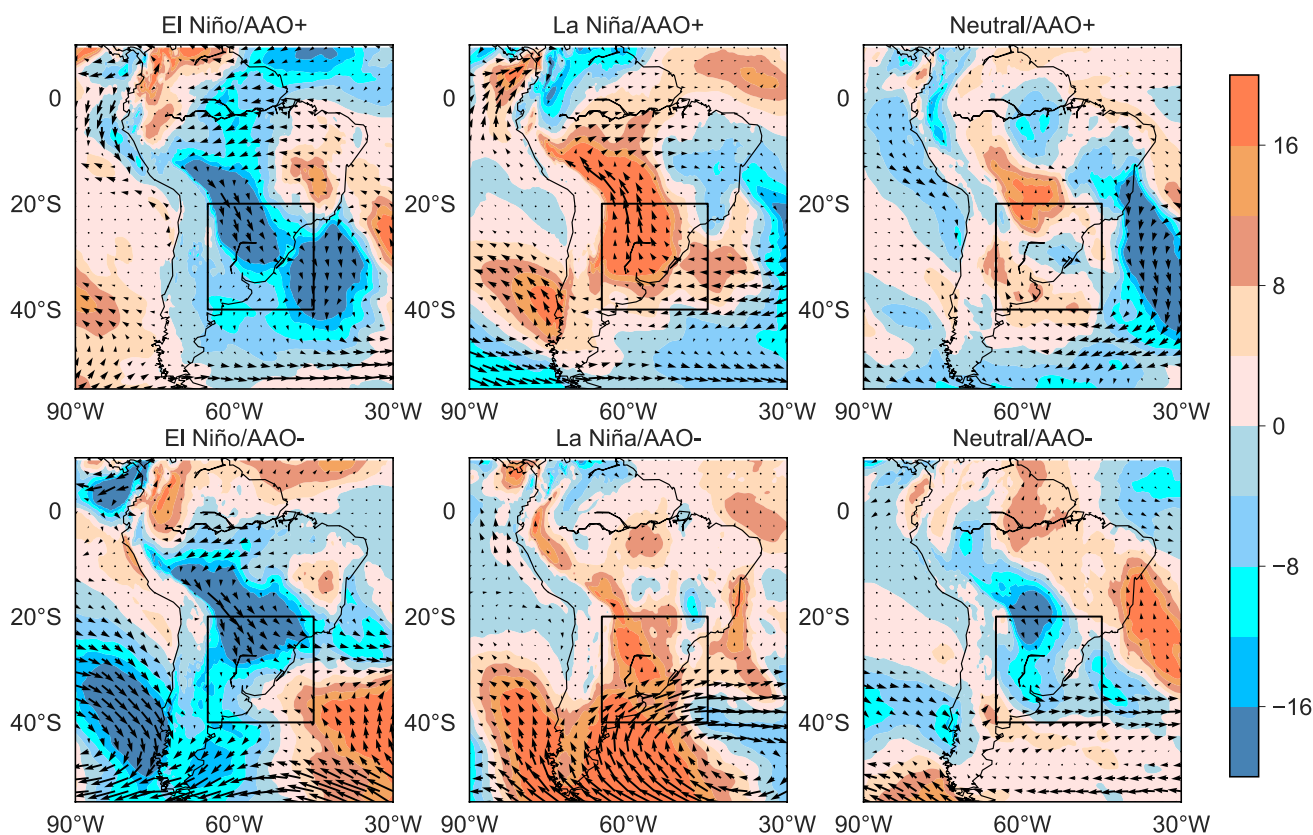 El Niño/AAO+ La Niña/AAO+ Neutral/AAO+
0 0 0
20°S 20°S 20°S
40°S 40°S 40°S
90°W 60°W 30°W 90°W 60°W 30°W 90°W 60°W 30°W
El Niño/AAO- La Niña/AAO- Neutral/AAO-
0 0 0
20°S 20°S 20°S
40°S 40°S 40°S
90°W 60°W 30°W 90°W 60°W 30°W 90°W 60°W 30°W
16
8
0
−8
−16